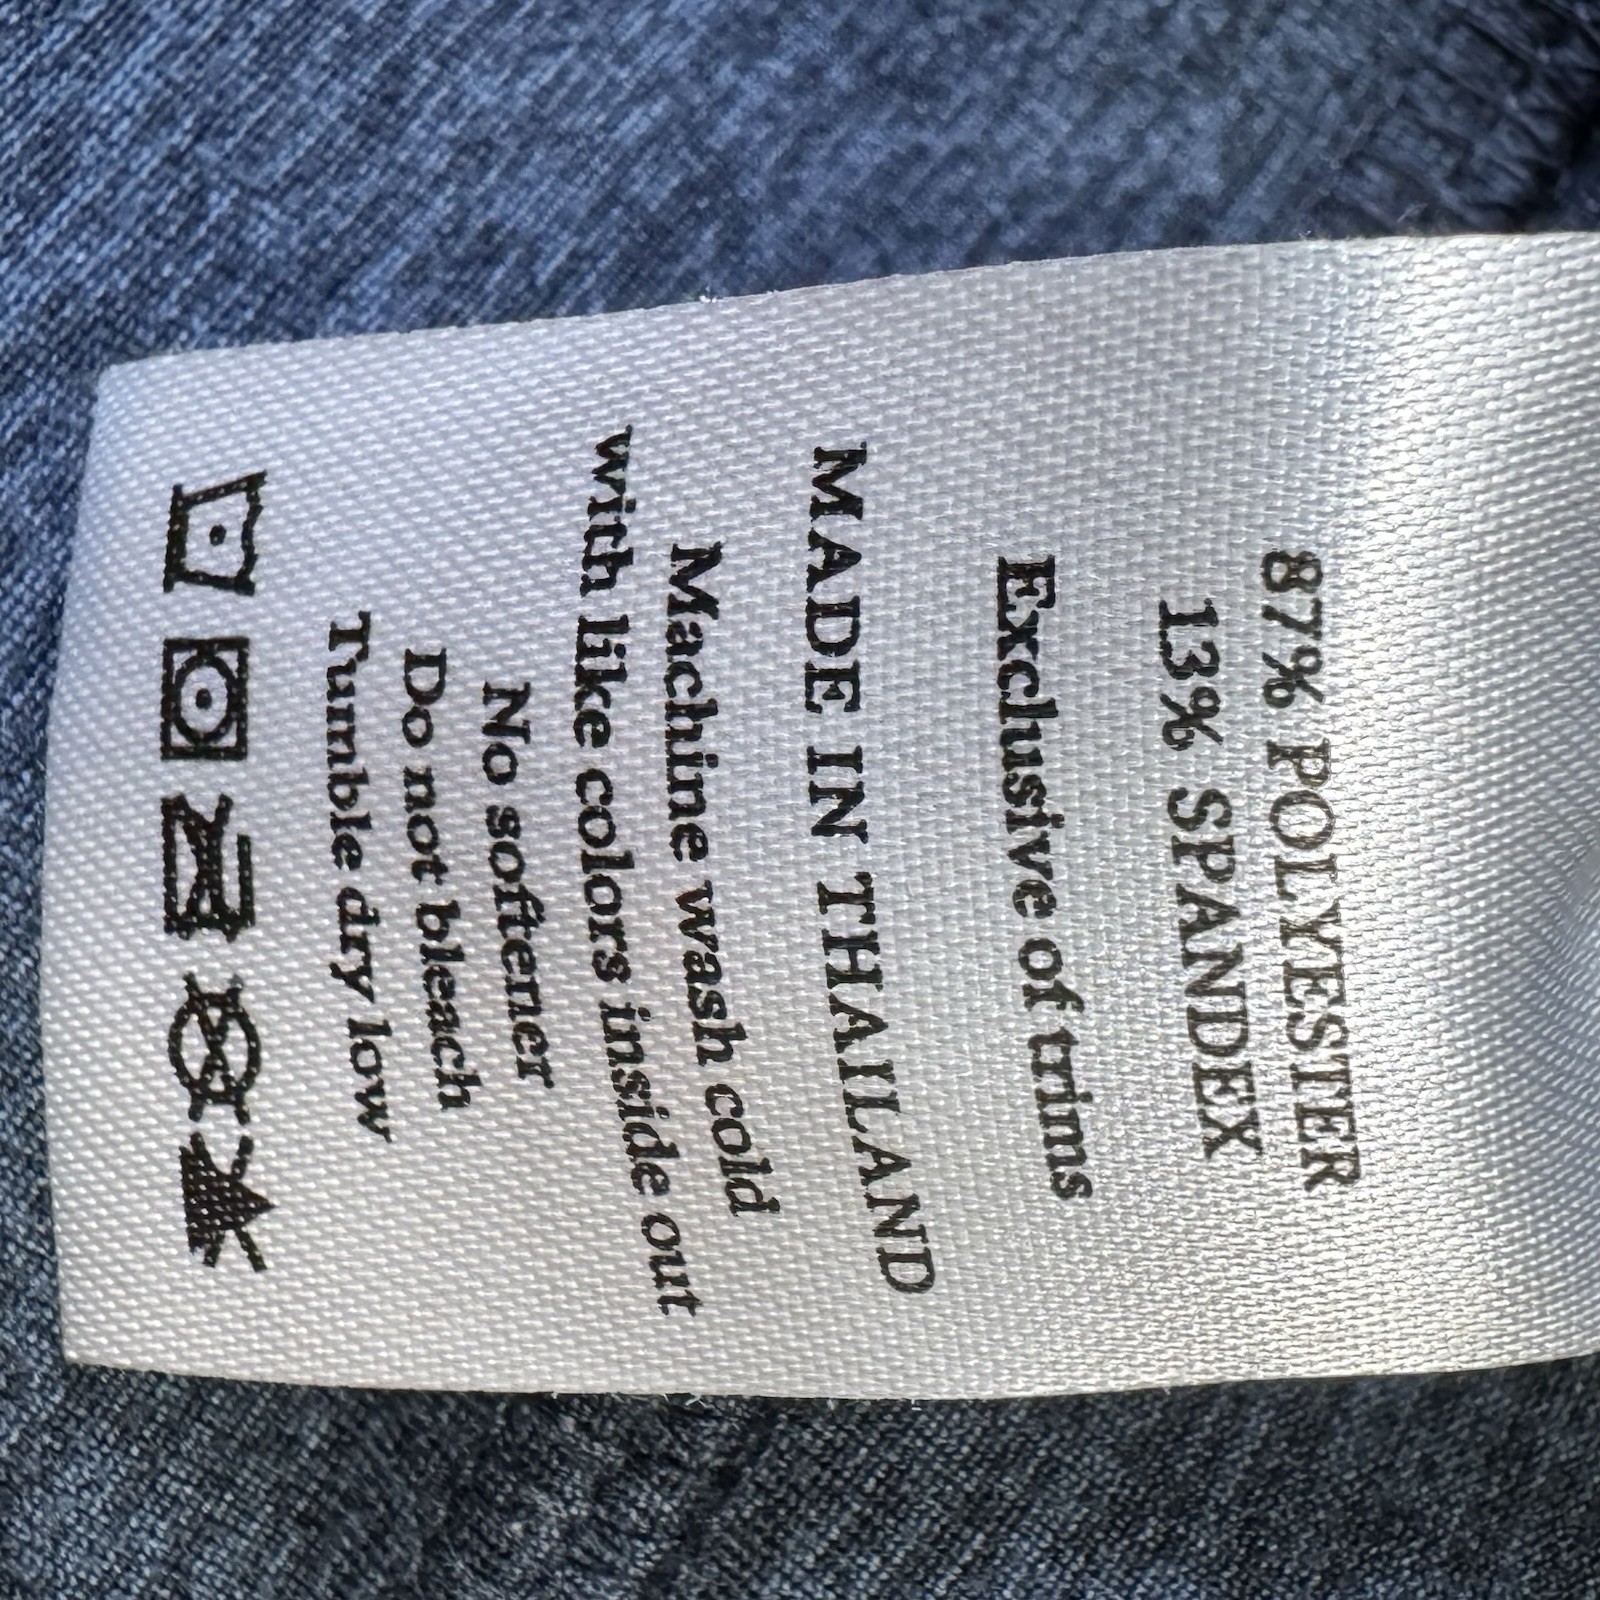 87% POLYESTER
13% SPANDEX
Exclusive of trims
MADE IN THAILAND
Machine wash cold
with like colors inside out
No softener
Do not bleach
Tumble dry low